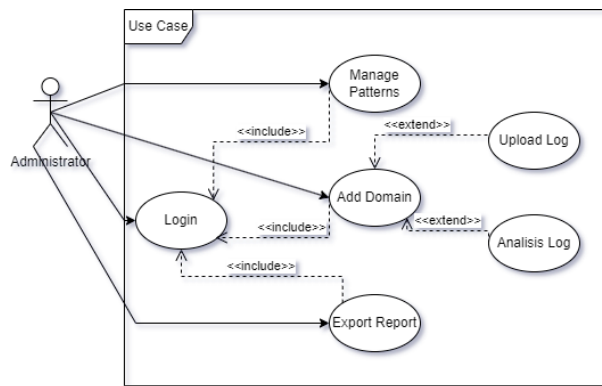 Use Case
Manage
Patterns
<<include>>
<<extend>>
Upload Log
Administrator
Login
Add Domain
<<include>>
<<extend>>
Analisis Log
<<include>>
Export Report